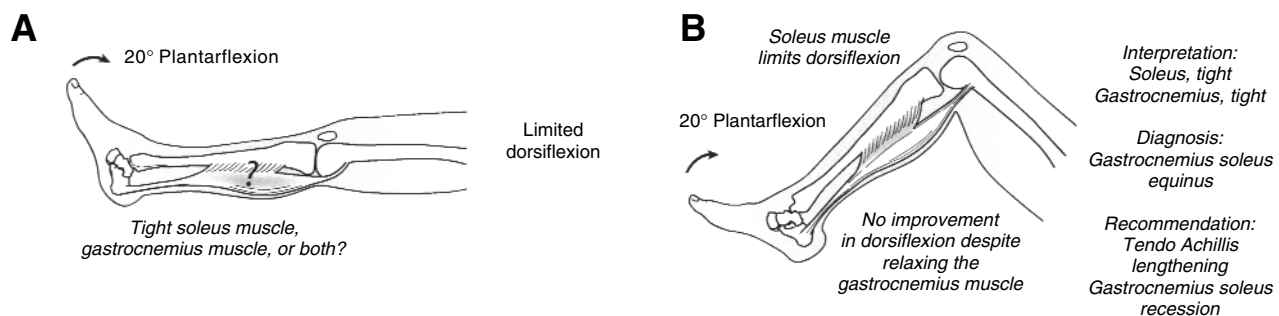 A
20° Plantarflexion
?
Limited
dorsiflexion
Tight soleus muscle,
gastrocnemius muscle, or both?
B
Soleus muscle
limits dorsiflexion
20° Plantarflexion
No improvement
in dorsiflexion despite
relaxing the
gastrocnemius muscle
Interpretation:
Soleus, tight
Gastrocnemius, tight
Diagnosis:
Gastrocnemius soleus
equinus
Recommendation:
Tendo Achillis
lengthening
Gastrocnemius soleus
recession